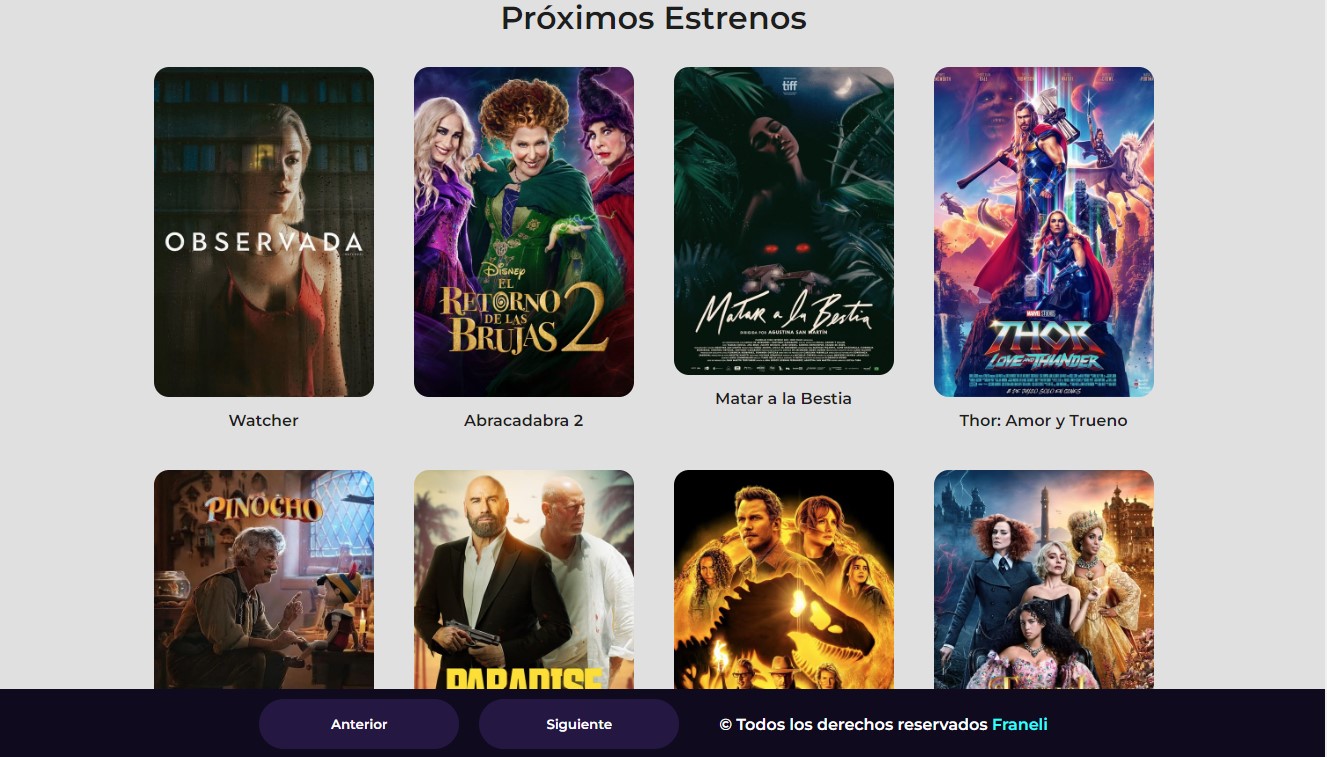 Próximos Estrenos
OBSERVADA
Disney
EL
RETORNO
DE LAS
BRUJAS 2
tiff
Matar a la Bestia
DIRIGIDA POR AGUSTINA SAN MARTÍN
MARVEL STUDIOS
THOR
LOVE AND THUNDER
Watcher
Abracadabra 2
Matar a la Bestia
Thor: Amor y Trueno
PINOCHO
PARADISE
Anterior
Siguiente
© Todos los derechos reservados Franeli